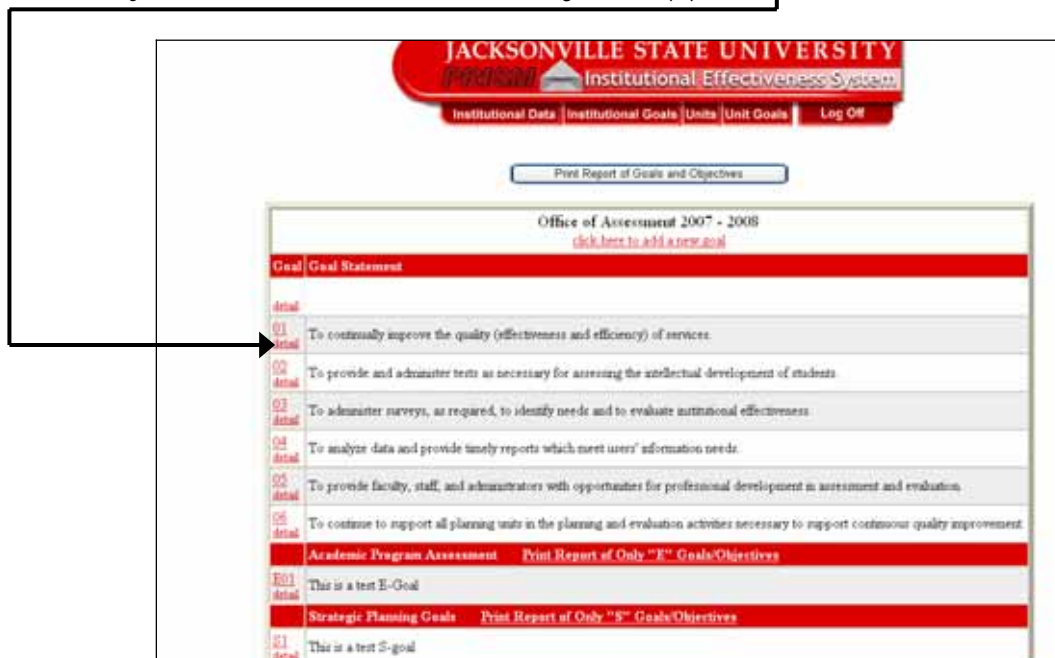 JACKSONVILLE STATE UNIVERSITY
PRISM Institutional Effectiveness System
Institutional Data Institutional Goals Units Unit Goals Log Off
Print Report of Goals and Objectives
Office of Assessment 2007 - 2008
click here to add a new goal
Goal Goal Statement
detail
01 To continually improve the quality (effectiveness and efficiency) of services.
detail
02 To provide and administer tests as necessary for assessing the intellectual development of students.
detail
03 To administer surveys, as required, to identify needs and to evaluate institutional effectiveness.
detail
04 To analyze data and provide timely reports which meet users' information needs.
detail
05 To provide faculty, staff, and administrators with opportunities for professional development in assessment and evaluation.
detail
06 To continue to support all planning units in the planning and evaluation activities necessary to support continuous quality improvement.
detail
Academic Program Assessment Print Report of Only "E" Goals/Objectives
E01 This is a test E-Goal
detail
Strategic Planning Goals Print Report of Only "S" Goals/Objectives
S1 This is a test S-goal
detail